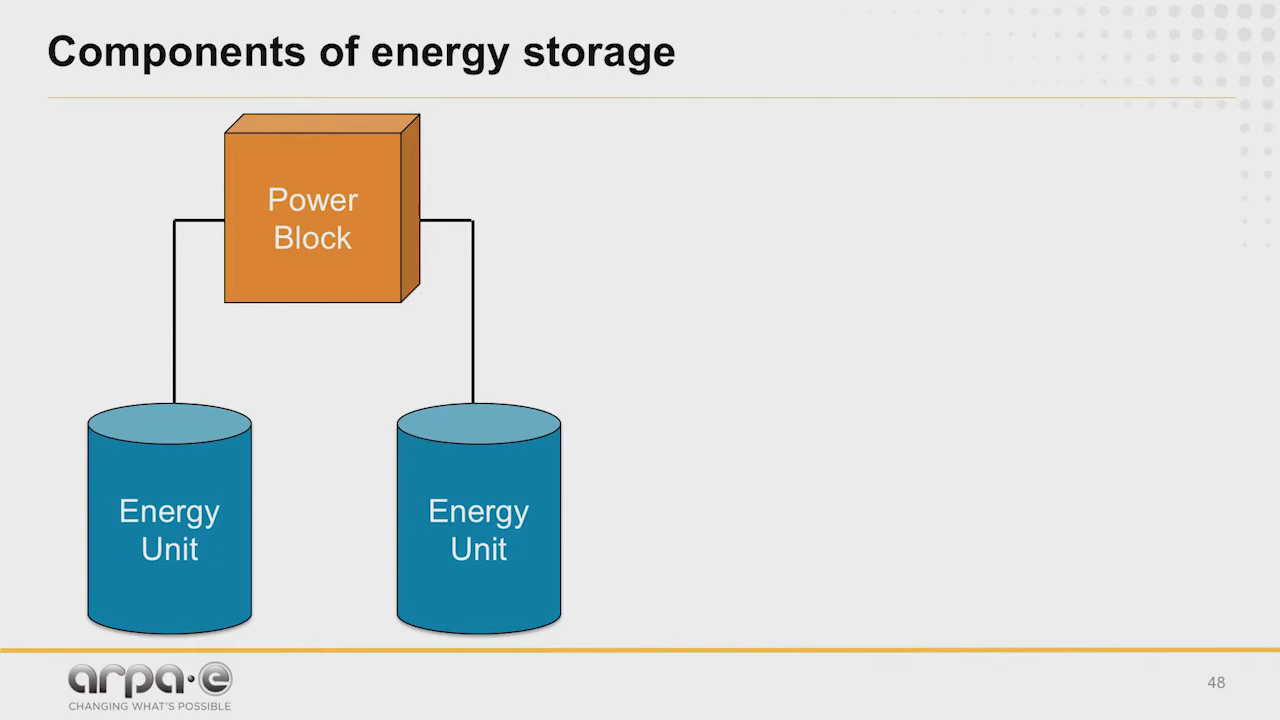 Components of energy storage
Power
Block
Energy
Unit
Energy
Unit
arpa·e
CHANGING WHAT'S POSSIBLE
48